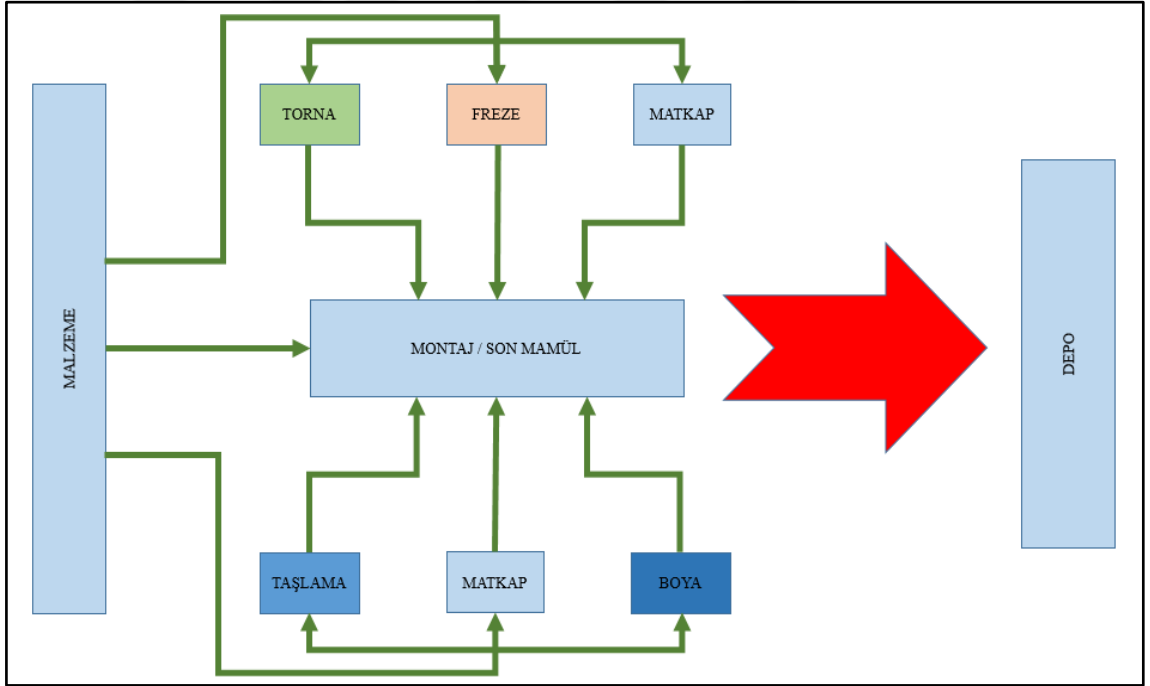 TORNA
FREZE
MATKAP
MALZEME
MONTAJ / SON MAMÜL
DEPO
TAŞLAMA
MATKAP
BOYA